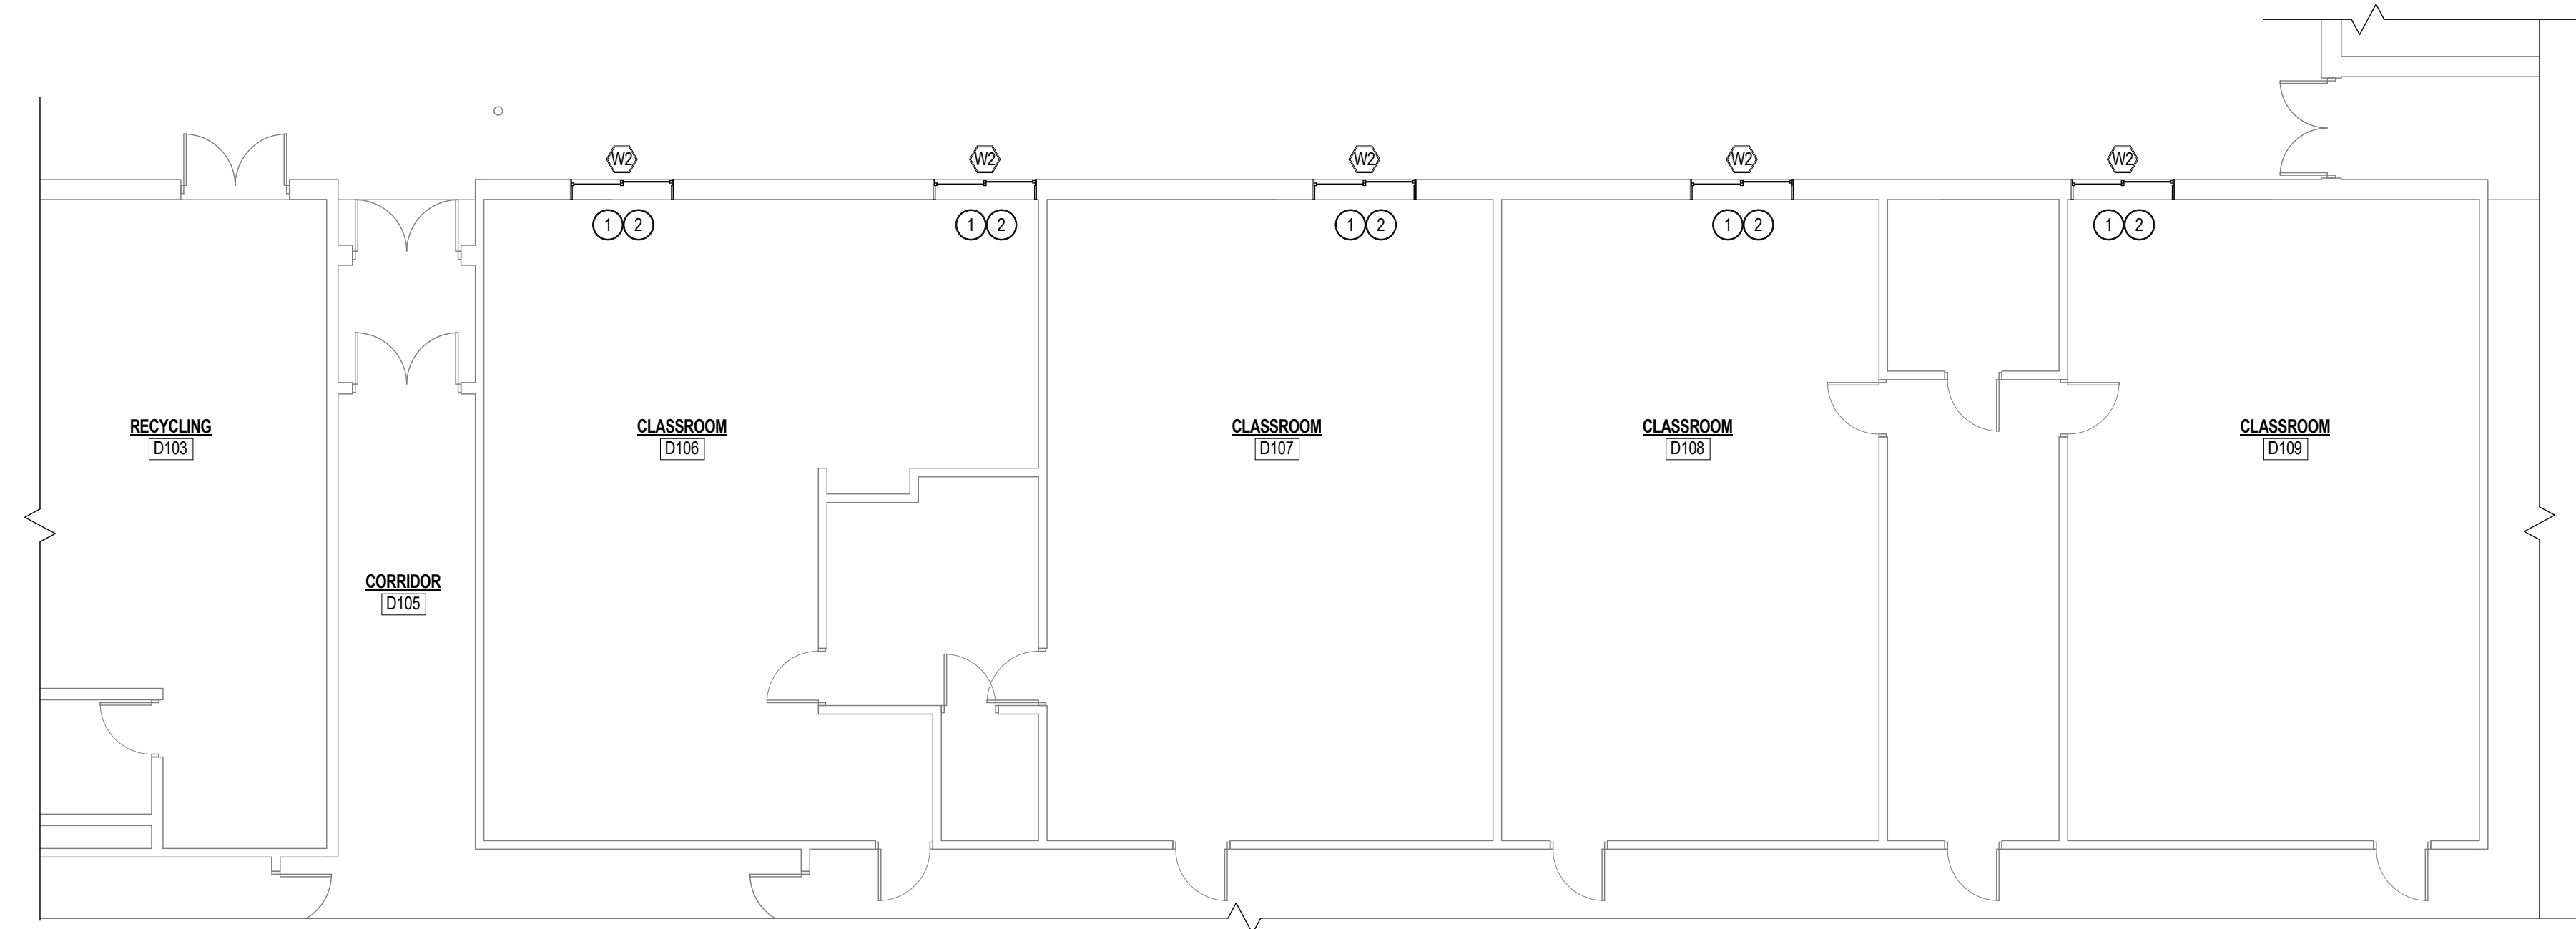 W2
W2
W2
W2
W2
1 2
1 2
1 2
1 2
1 2
RECYCLING
D103
CLASSROOM
D106
CLASSROOM
D107
CLASSROOM
D108
CLASSROOM
D109
CORRIDOR
D105